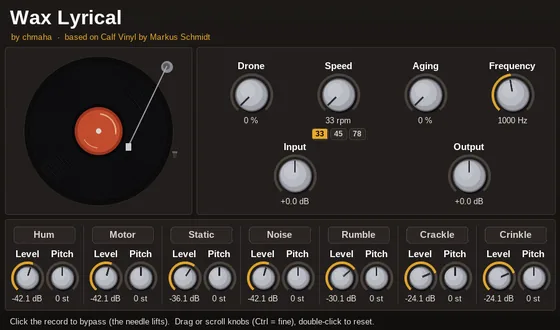 Wax Lyrical
by chmaha · based on Calf Vinyl by Markus Schmidt
Drone Speed Aging Frequency
0 % 33 rpm 0 % 1000 Hz
33 45 78
Input Output
+0.0 dB +0.0 dB
Hum Motor Static Noise Rumble Crackle Crinkle
Level Pitch Level Pitch Level Pitch Level Pitch Level Pitch Level Pitch Level Pitch
-42.1 dB 0 st -42.1 dB 0 st -36.1 dB 0 st -42.1 dB 0 st -30.1 dB 0 st -24.1 dB 0 st -24.1 dB 0 st
Click the record to bypass (the needle lifts). Drag or scroll knobs (Ctrl = fine), double-click to reset.